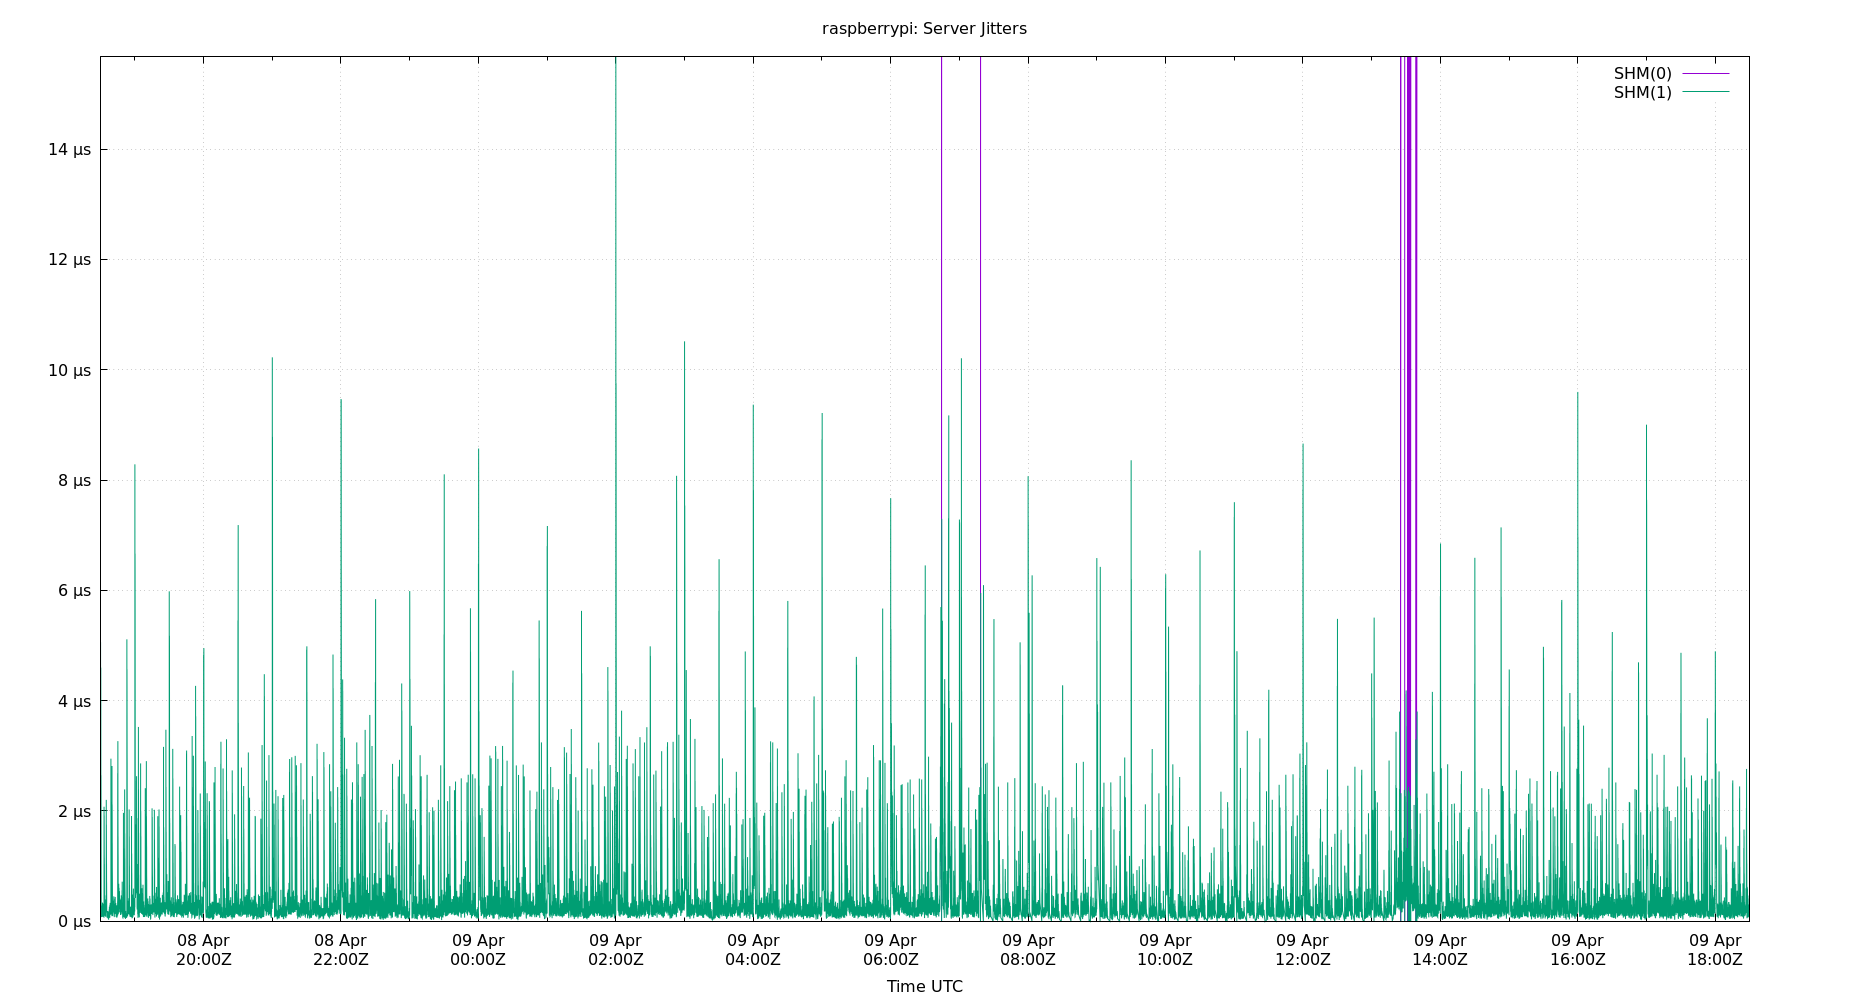 raspberrypi: Server Jitters
SHM(0)
SHM(1)
14 µs
12 µs
10 µs
8 µs
6 µs
4 µs
2 µs
0 µs
08 Apr 08 Apr 09 Apr 09 Apr 09 Apr 09 Apr 09 Apr 09 Apr 09 Apr 09 Apr 09 Apr 09 Apr
20:00Z 22:00Z 00:00Z 02:00Z 04:00Z 06:00Z 08:00Z 10:00Z 12:00Z 14:00Z 16:00Z 18:00Z
Time UTC